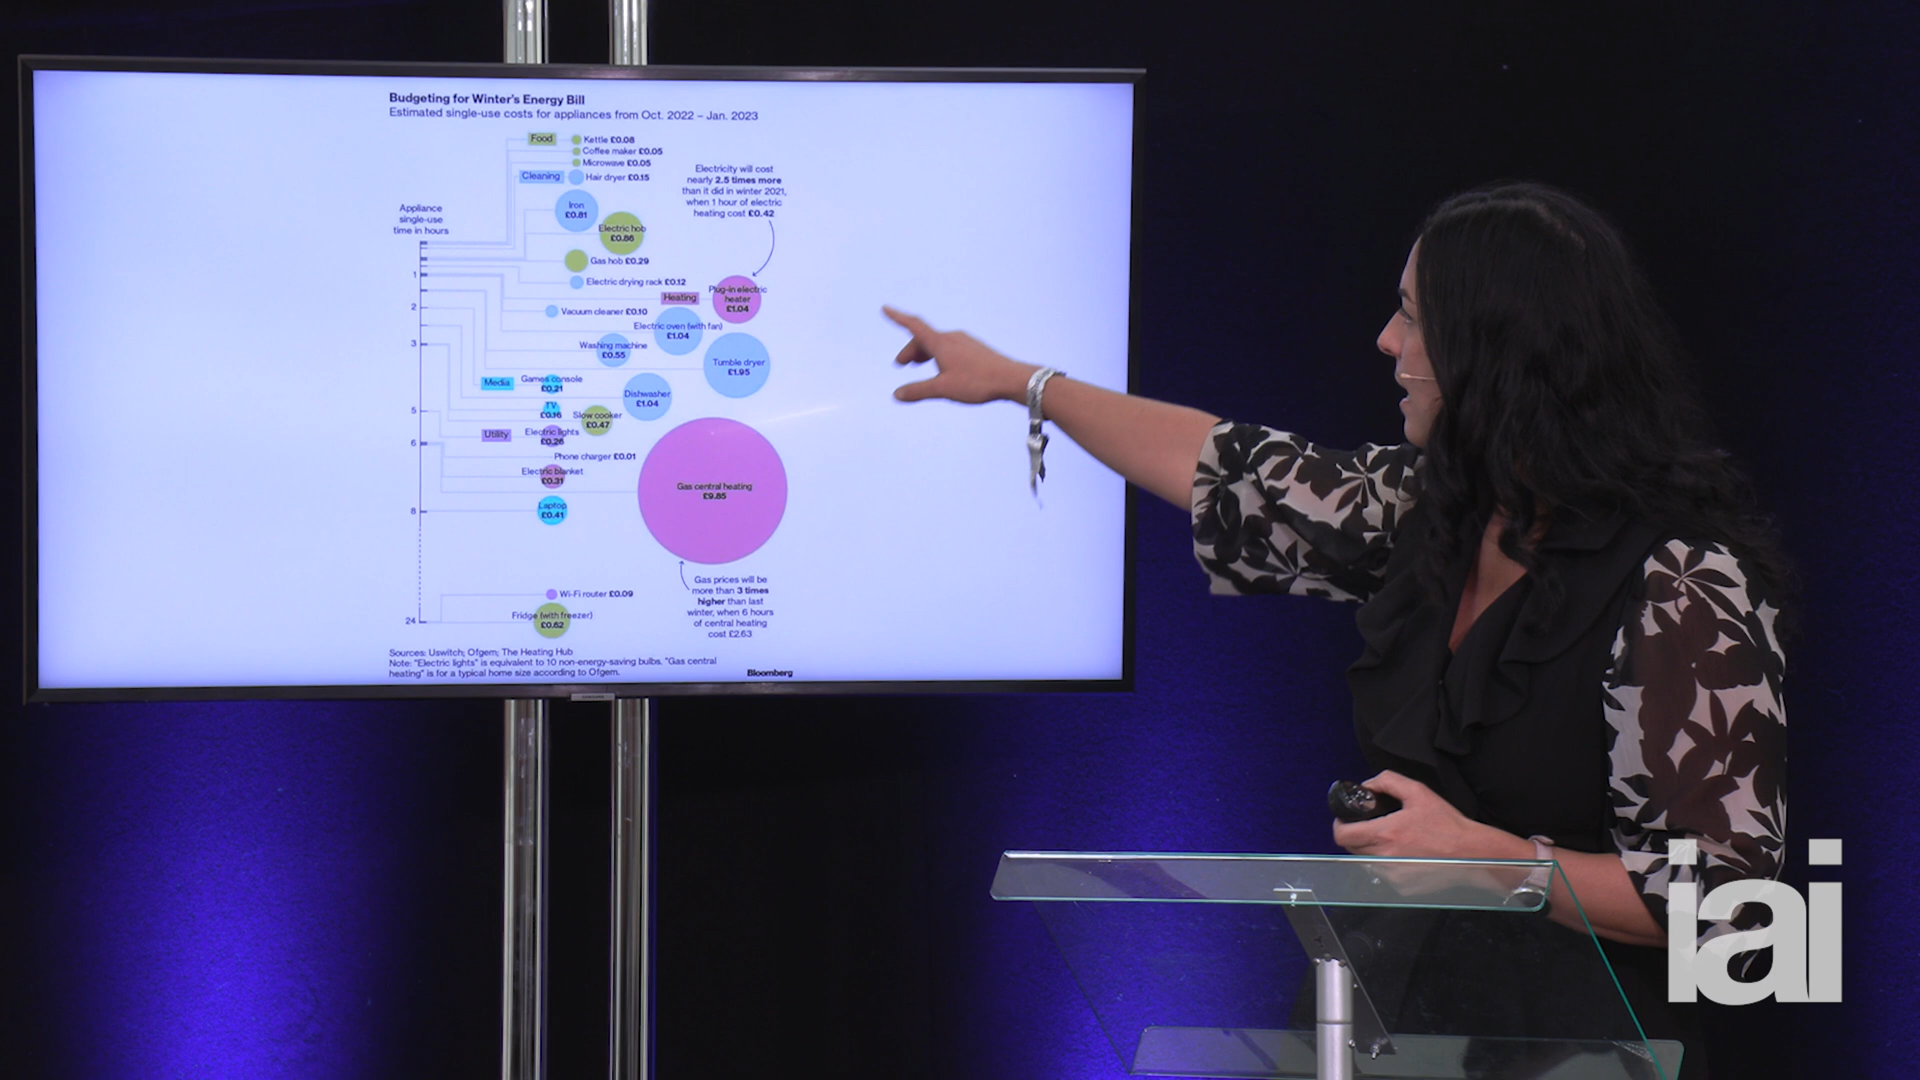 Budgeting for Winter's Energy Bill
Estimated single-use costs for appliances from Oct. 2022 – Jan. 2023
Food
Kettle £0.08
Coffee maker £0.05
Microwave £0.05
Cleaning
Hair dryer £0.15
Electricity will cost
nearly 2.5 times more
than it did in winter 2021,
when 1 hour of electric
heating cost £0.42
Appliance
single-use
time in hours
Iron
£0.81
Electric hob
£0.86
Gas hob £0.29
1
Electric drying rack £0.12
Heating
Plug-in electric
heater
£1.04
2
Vacuum cleaner £0.10
Electric oven (with fan)
£1.04
3
Washing machine
£0.55
Tumble dryer
£1.95
Media
Games console
£0.21
Dishwasher
£1.04
5
TV
£0.16
Slow cooker
£0.47
Utility
Electric lights
£0.26
6
Phone charger £0.01
Electric blanket
£0.31
Gas central heating
£9.85
8
Laptop
£0.41
Gas prices will be
more than 3 times
higher than last
winter, when 6 hours
of central heating
cost £2.63
Wi-Fi router £0.09
24
Fridge (with freezer)
£0.62
Sources: Uswitch; Ofgem; The Heating Hub
Note: "Electric lights" is equivalent to 10 non-energy-saving bulbs. "Gas central
heating" is for a typical home size according to Ofgem.
Bloomberg
SAMSUNG
iai